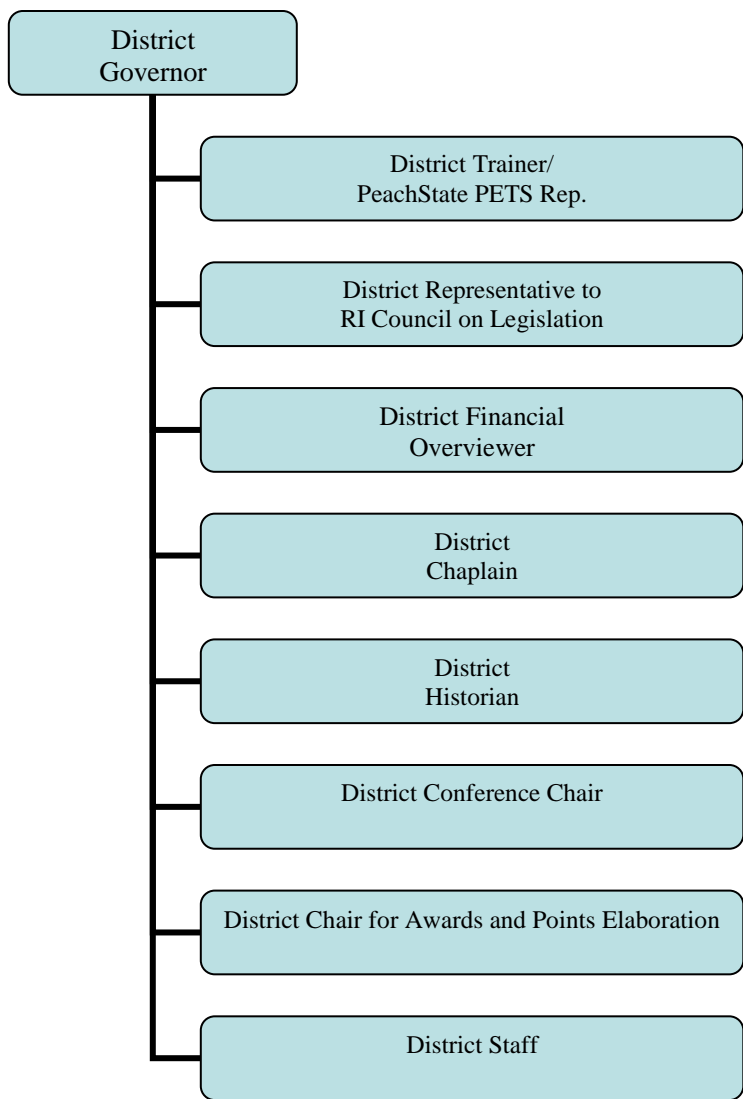 District
Governor
District Trainer/
PeachState PETS Rep.
District Representative to
RI Council on Legislation
District Financial
Overviewer
District
Chaplain
District
Historian
District Conference Chair
District Chair for Awards and Points Elaboration
District Staff